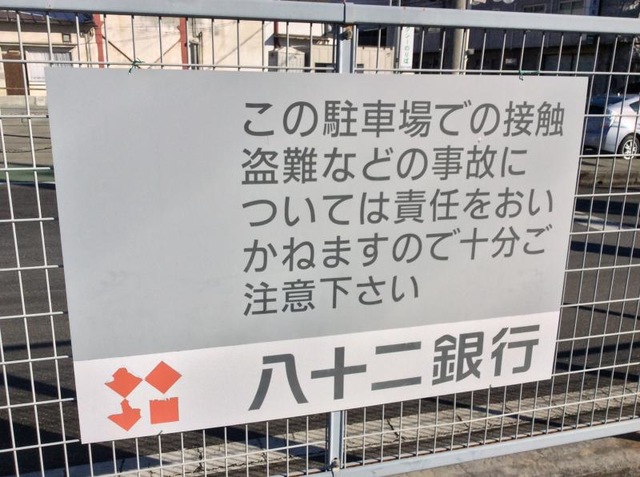 この駐車場での接触
盗難などの事故に
ついては責任をおい
かねますので十分ご
注意下さい
八十二銀行